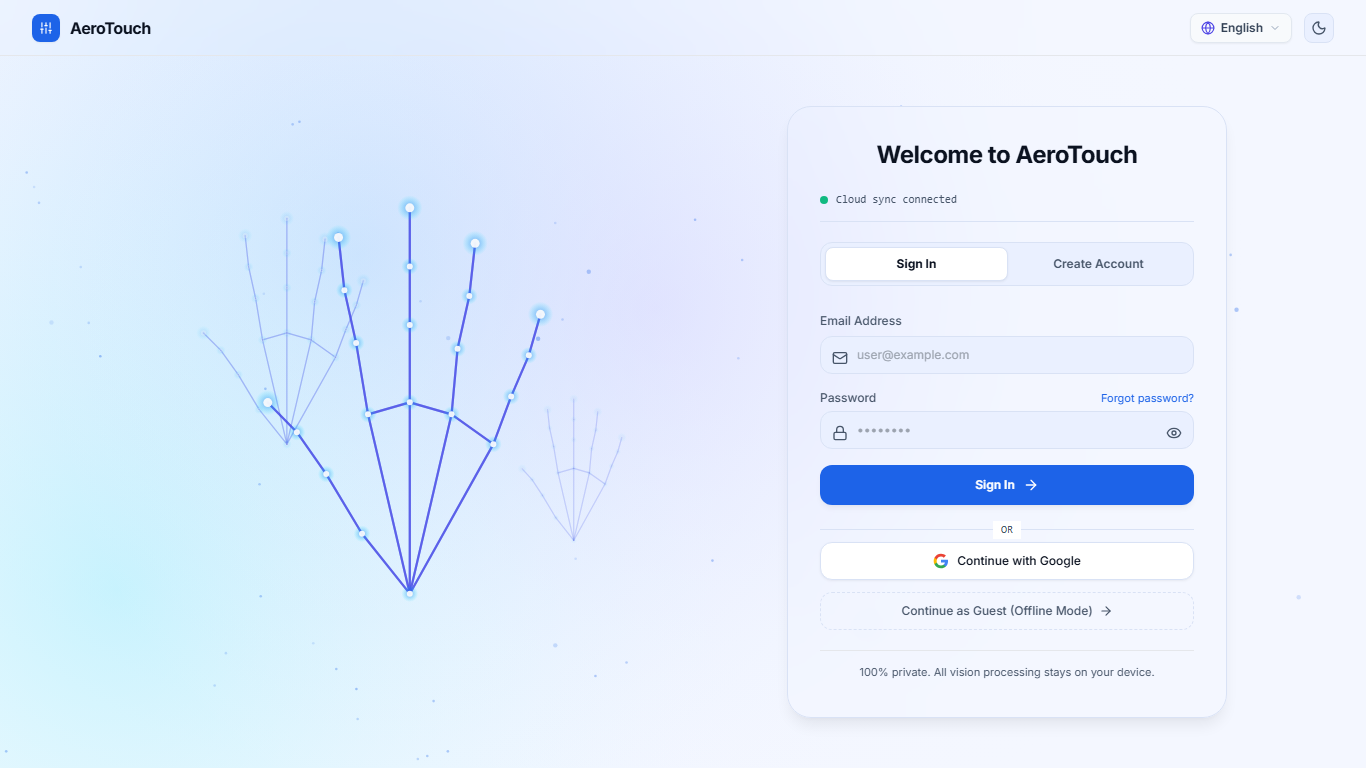 AeroTouch
English
Welcome to AeroTouch
Cloud sync connected
Sign In
Create Account
Email Address
user@example.com
Password
Forgot password?
••••••••
Sign In
OR
Continue with Google
Continue as Guest (Offline Mode)
100% private. All vision processing stays on your device.